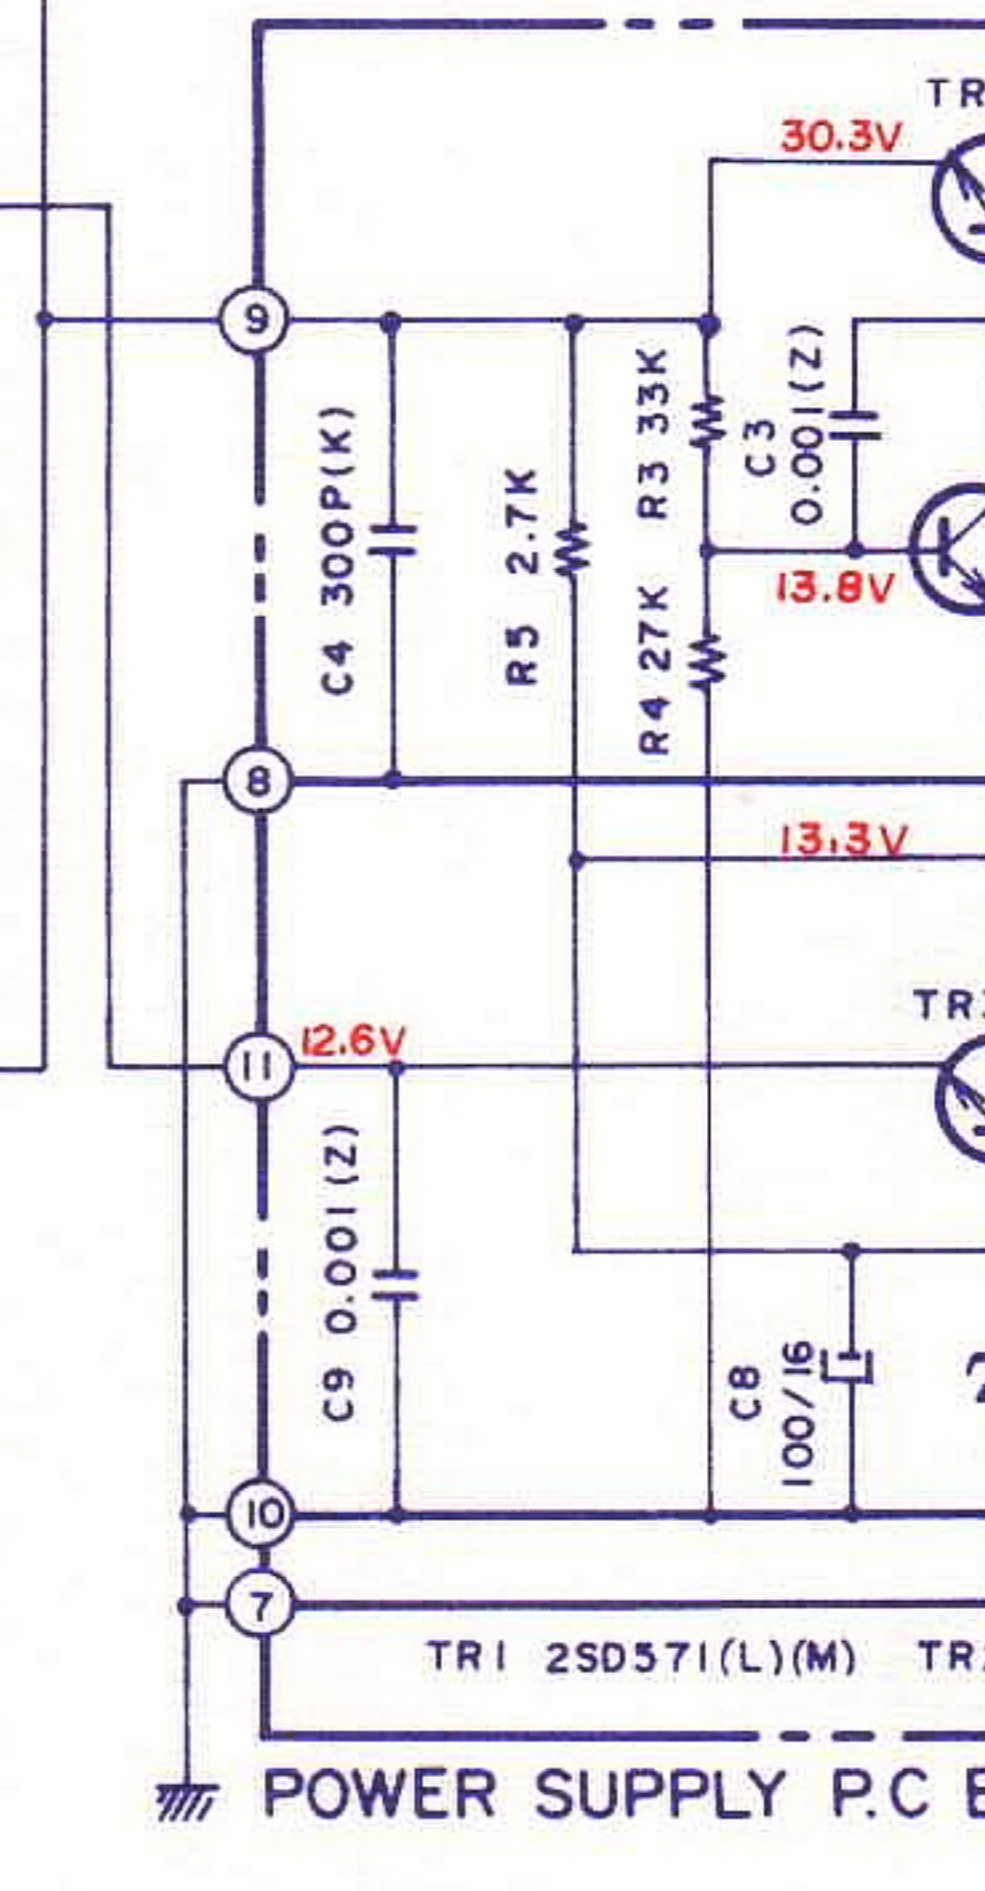 TR
30.3V
9
C4 300P(K)
R5 2.7K
R3 33K
C3
0.001(Z)
13.8V
R4 27K
8
13.3V
TR
11
12.6V
C9 0.001(Z)
C8
100/16
10
7
TR1 2SD571(L)(M) TR
POWER SUPPLY P.C